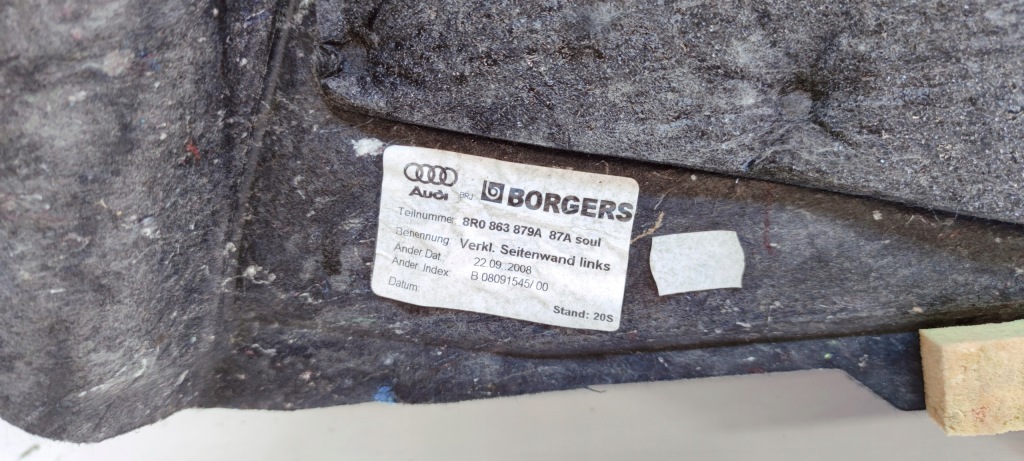 Audi BRJ BORGERS
Teilnummer 8R0 863 879A 87A soul
Benennung Verkl. Seitenwand links
Änder Dat. 22.09.2008
Änder Index: B 08091545/ 00
Datum:
Stand: 20S